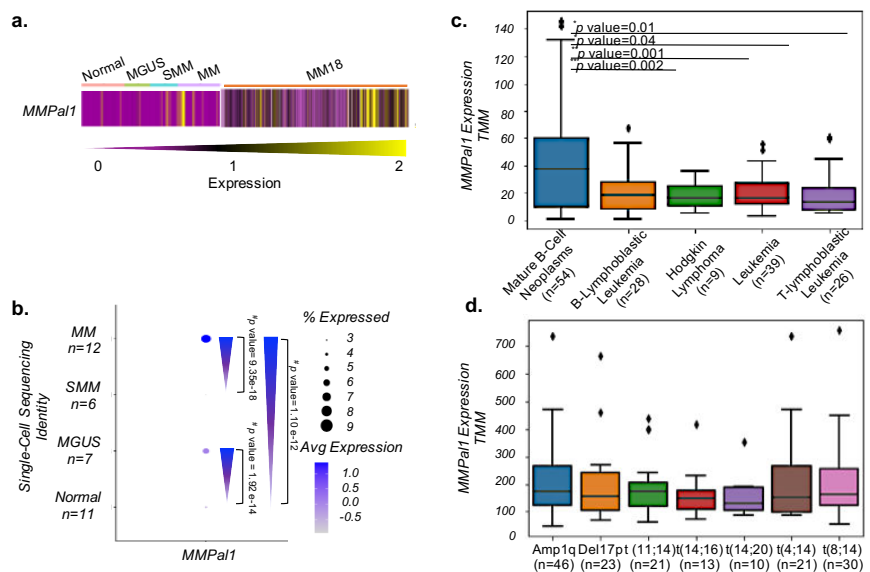 a.
Normal
MGUS
SMM
MM
MM18
MMPal1
0 1 2
Expression
b.
Single-Cell Sequencing
Identity
MM
n=12
SMM
n=6
MGUS
n=7
Normal
n=11
MMPal1
# p value= 9.35e-18
# p value = 1.92 e-14
# p value = 1.10 e-12
% Expressed
3
4
5
6
7
8
9
Avg Expression
1.0
0.5
0.0
-0.5
c.
MMPal1 Expression
TMM
140
120
100
80
60
40
20
0
*p value=0.01
*p value=0.04
**p value=0.001
**p value=0.002
Mature B-Cell
Neoplasms
(n=54)
B-Lymphoblastic
Leukemia
(n=28)
Hodgkin
Lymphoma
(n=9)
Leukemia
(n=39)
T-lymphoblastic
Leukemia
(n=26)
d.
MMPal1 Expression
TMM
700
600
500
400
300
200
100
0
Amp1q Del17p t (11;14) t(14;16) t(14;20) t(4;14) t(8;14)
(n=46) (n=23) (n=21) (n=13) (n=10) (n=21) (n=30)